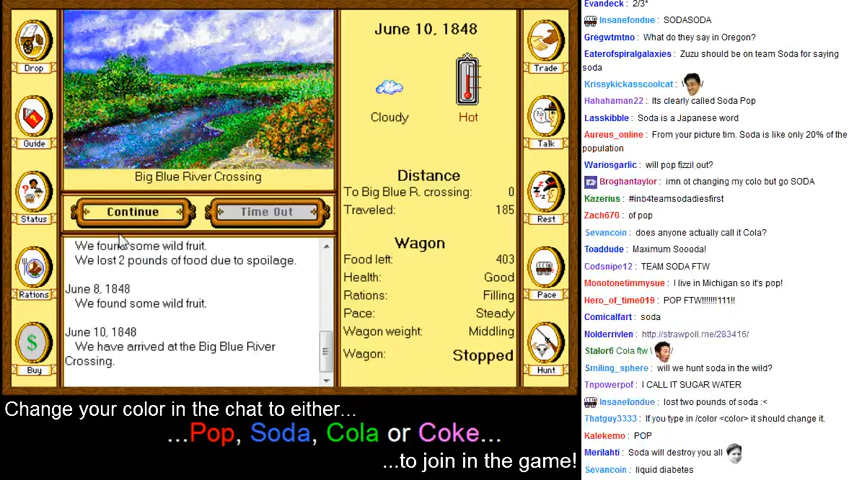 Drop
Guide
Status
Rations
Buy
Big Blue River Crossing
Continue
Time Out
We found some wild fruit.
We lost 2 pounds of food due to spoilage.
June 8, 1848
We found some wild fruit.
June 10, 1848
We have arrived at the Big Blue River
Crossing.
June 10, 1848
Cloudy
Hot
Distance
To Big Blue R. crossing: 0
Traveled: 185
Wagon
Food left: 403
Health: Good
Rations: Filling
Pace: Steady
Wagon weight: Middling
Wagon: Stopped
Trade
Talk
Rest
Pace
Hunt
Change your color in the chat to either...
...Pop, Soda, Cola or Coke...
...to join in the game!
Evandeck: 2/3*
Insanefondue: SODASODA
Gregwtmtno: What do they say in Oregon?
Eaterofspiralgalaxies: Zuzu should be on team Soda for saying
soda
Krissykickasscoolcat: \ /
Hahahaman22: Its clearly called Soda Pop
Lasskibble: Soda is a Japanese word
Aureus_online: From your picture tim. Soda is like only 20% of the
population
Wariosgarlic: will pop fizzil out?
Broghantaylor: imn ot changing my colo but go SODA
Kazerius: #inb4teamsodadiesfirst
Zach670: of pop
Sevancoin: does anyone actually call it Cola?
Toaddude: Maximum Soooda!
Codsnipe12: TEAM SODA FTW
Monotonetimmysue: I live in Michigan so it's pop!
Hero_of_time019: POP FTW!!!!!!!111!!
Comicalfart: soda
Noiderrivlen: http://strawpoll.me/283416/
Stalor6 Cola ftw \ /
Smiling_sphere: will we hunt soda in the wild?
Tnpowerpof: I CALL IT SUGAR WATER
Insanefondue: lost two pounds of soda :<
Thatguy3333: If you type in /color <color> it should change it.
Kalekemo: POP
Merilahti: Soda will destroy you all
Sevancoin: liquid diabetes